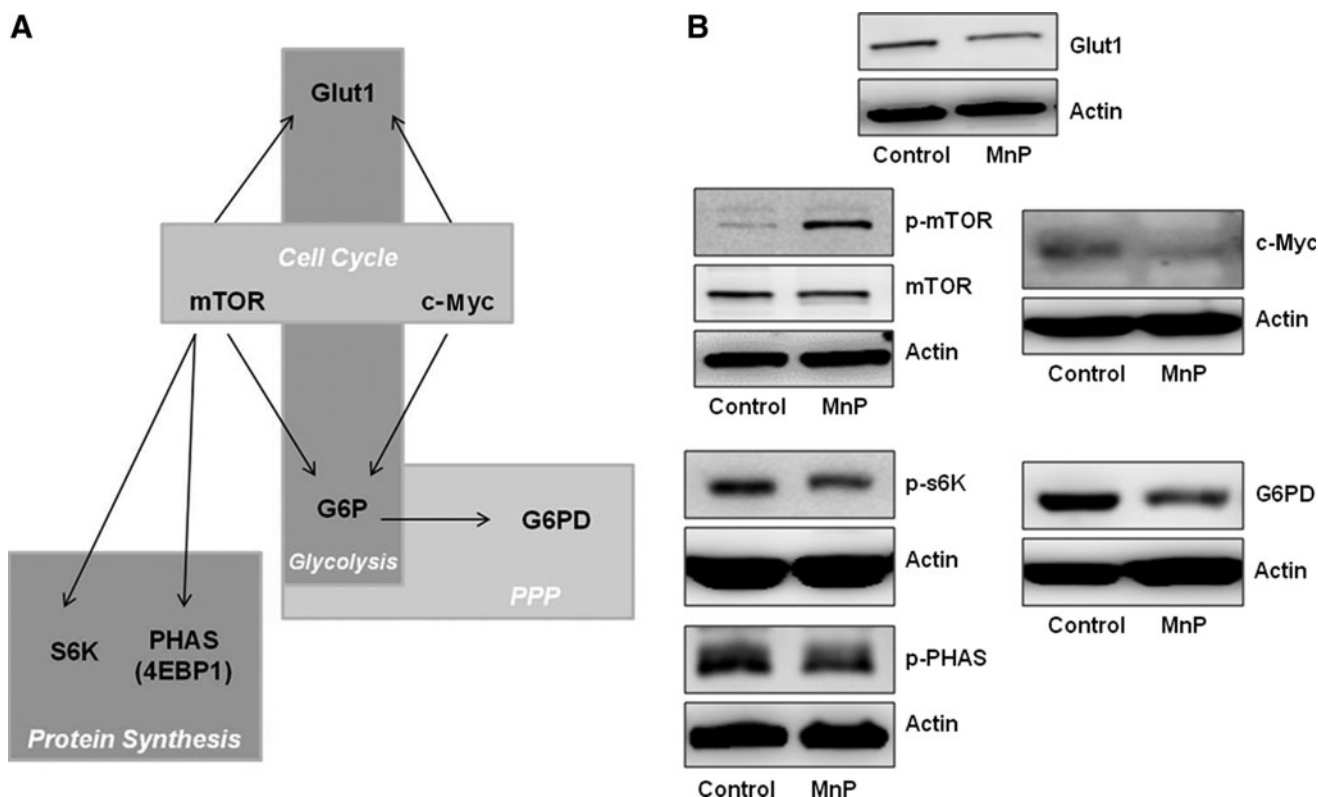 A
Glut1
Cell Cycle
mTOR
c-Myc
G6P
G6PD
Glycolysis
PPP
S6K
PHAS
(4EBP1)
Protein Synthesis
B
Glut1
Actin
Control MnP
p-mTOR
mTOR
Actin
Control MnP
c-Myc
Actin
Control MnP
p-s6K
Actin
p-PHAS
Actin
Control MnP
G6PD
Actin
Control MnP